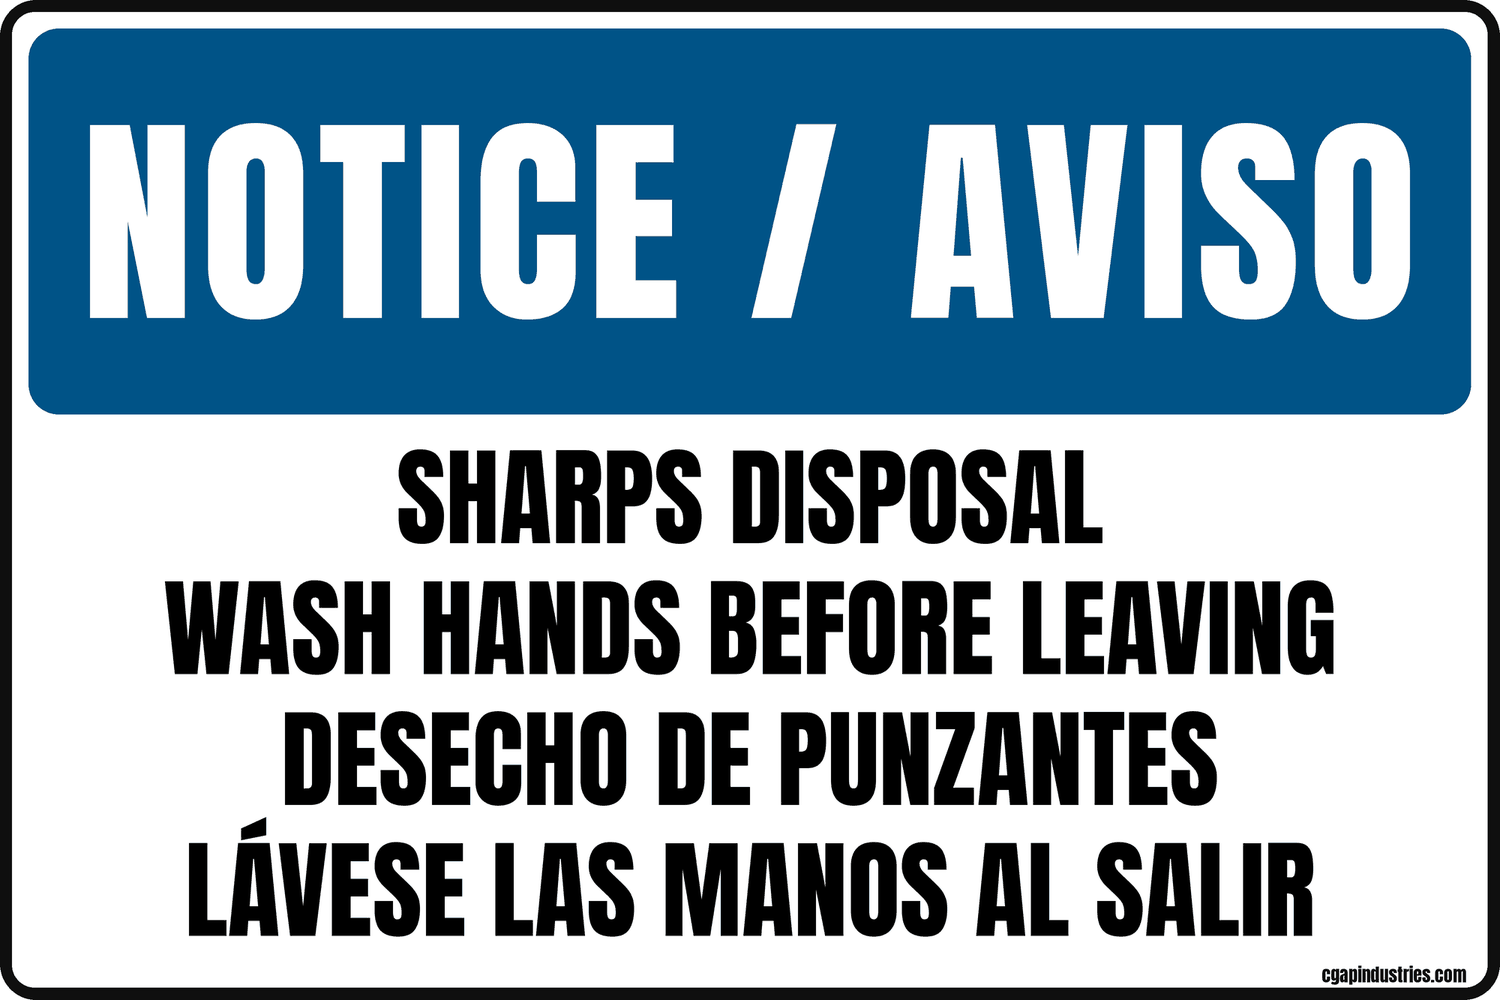 NOTICE / AVISO
SHARPS DISPOSAL
WASH HANDS BEFORE LEAVING
DESECHO DE PUNZANTES
LÁVESE LAS MANOS AL SALIR
cgapindustries.com